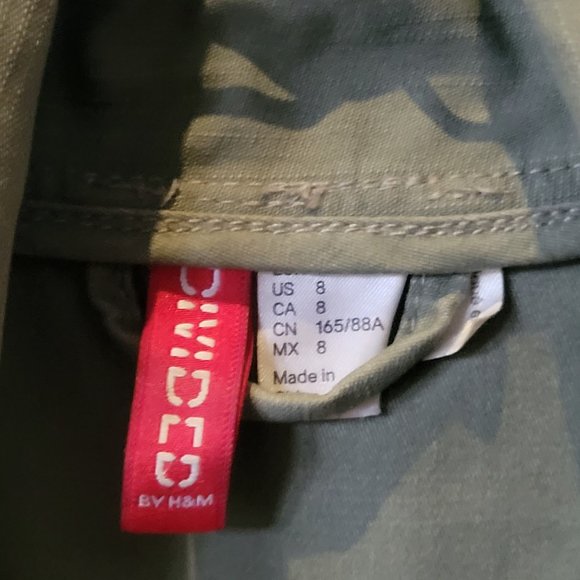 DIVIDED
BY H&M
US 8
CA 8
CN 165/88A
MX 8
Made in